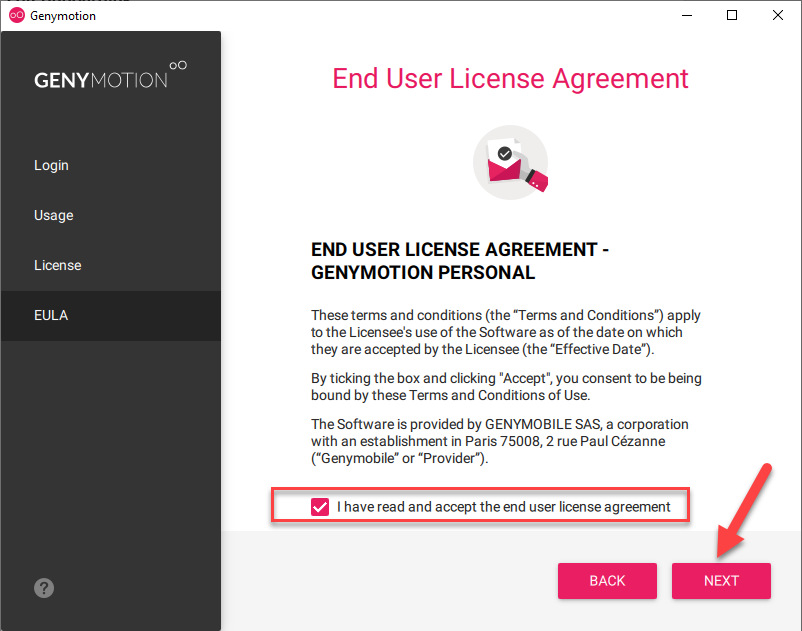 Genymotion
GENYMOTION
Login
Usage
License
EULA
End User License Agreement
END USER LICENSE AGREEMENT -
GENYMOTION PERSONAL
These terms and conditions (the “Terms and Conditions”) apply
to the Licensee's use of the Software as of the date on which
they are accepted by the Licensee (the “Effective Date”).
By ticking the box and clicking "Accept", you consent to be being
bound by these Terms and Conditions of Use.
The Software is provided by GENYMOBILE SAS, a corporation
with an establishment in Paris 75008, 2 rue Paul Cézanne
(“Genymobile” or “Provider”).
I have read and accept the end user license agreement
?
BACK
NEXT